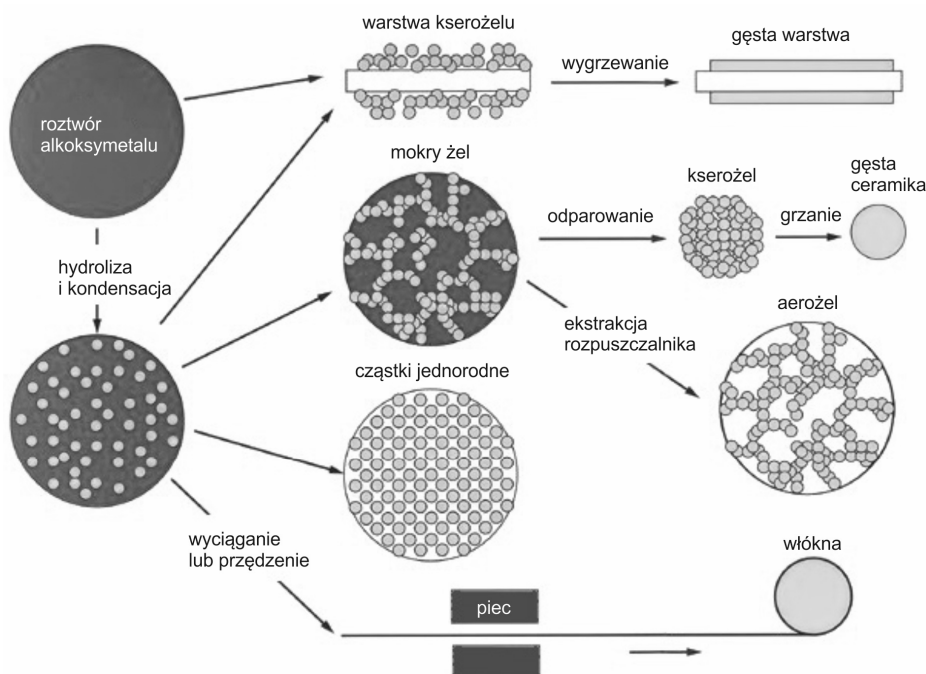 warstwa kserożelu
gęsta warstwa
wygrzewanie
roztwór
alkoksymetalu
mokry żel
kserożel
gęsta
ceramika
odparowanie
grzanie
hydroliza
i kondensacja
ekstrakcja
rozpuszczalnika
aerożel
cząstki jednorodne
wyciąganie
lub przędzenie
włókna
piec